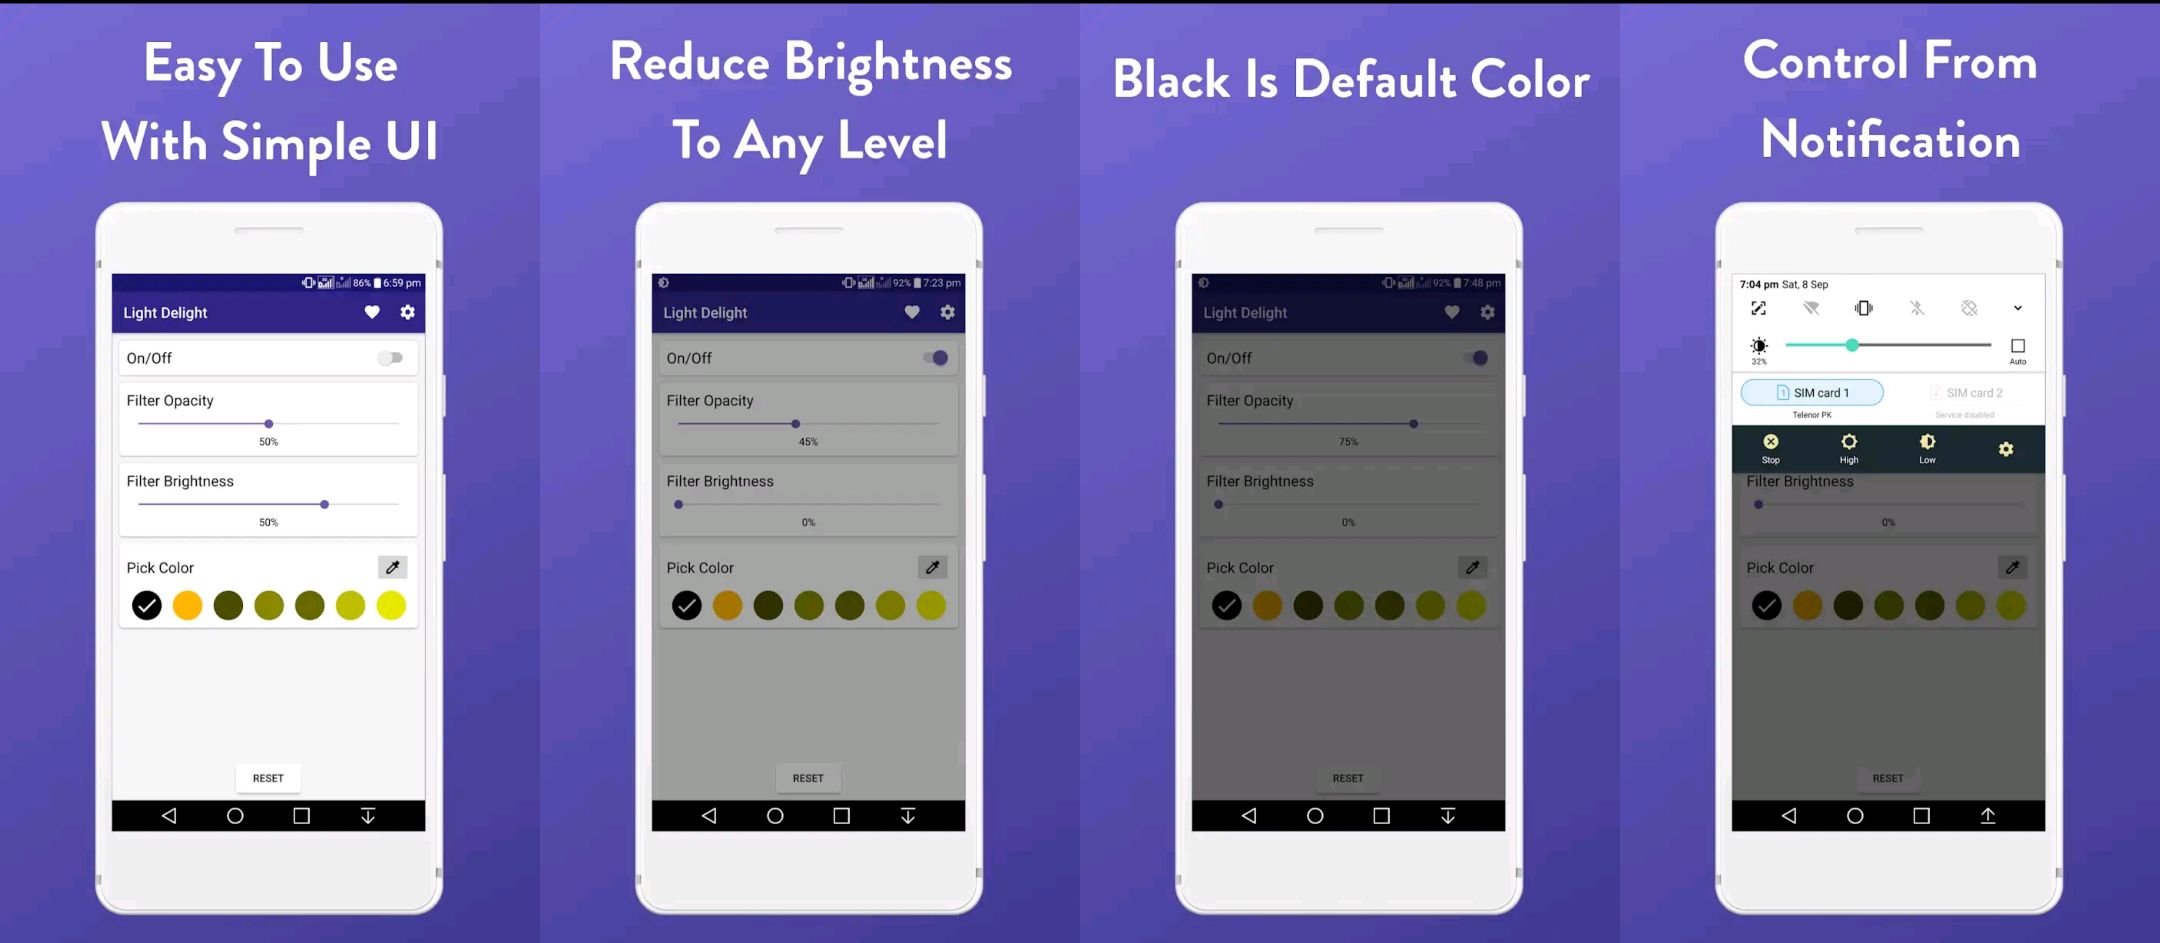 Easy To Use
With Simple UI
86% 6:59 pm
Light Delight
On/Off
Filter Opacity
50%
Filter Brightness
50%
Pick Color
RESET
Reduce Brightness
To Any Level
92% 7:23 pm
Light Delight
On/Off
Filter Opacity
45%
Filter Brightness
0%
Pick Color
RESET
Black Is Default Color
92% 7:48 pm
Light Delight
On/Off
Filter Opacity
75%
Filter Brightness
0%
Pick Color
RESET
Control From
Notification
7:04 pm Sat, 8 Sep
32% Auto
1 SIM card 1 SIM card 2
Telenor PK Service disabled
Stop High Low
Filter Brightness
0%
Pick Color
RESET